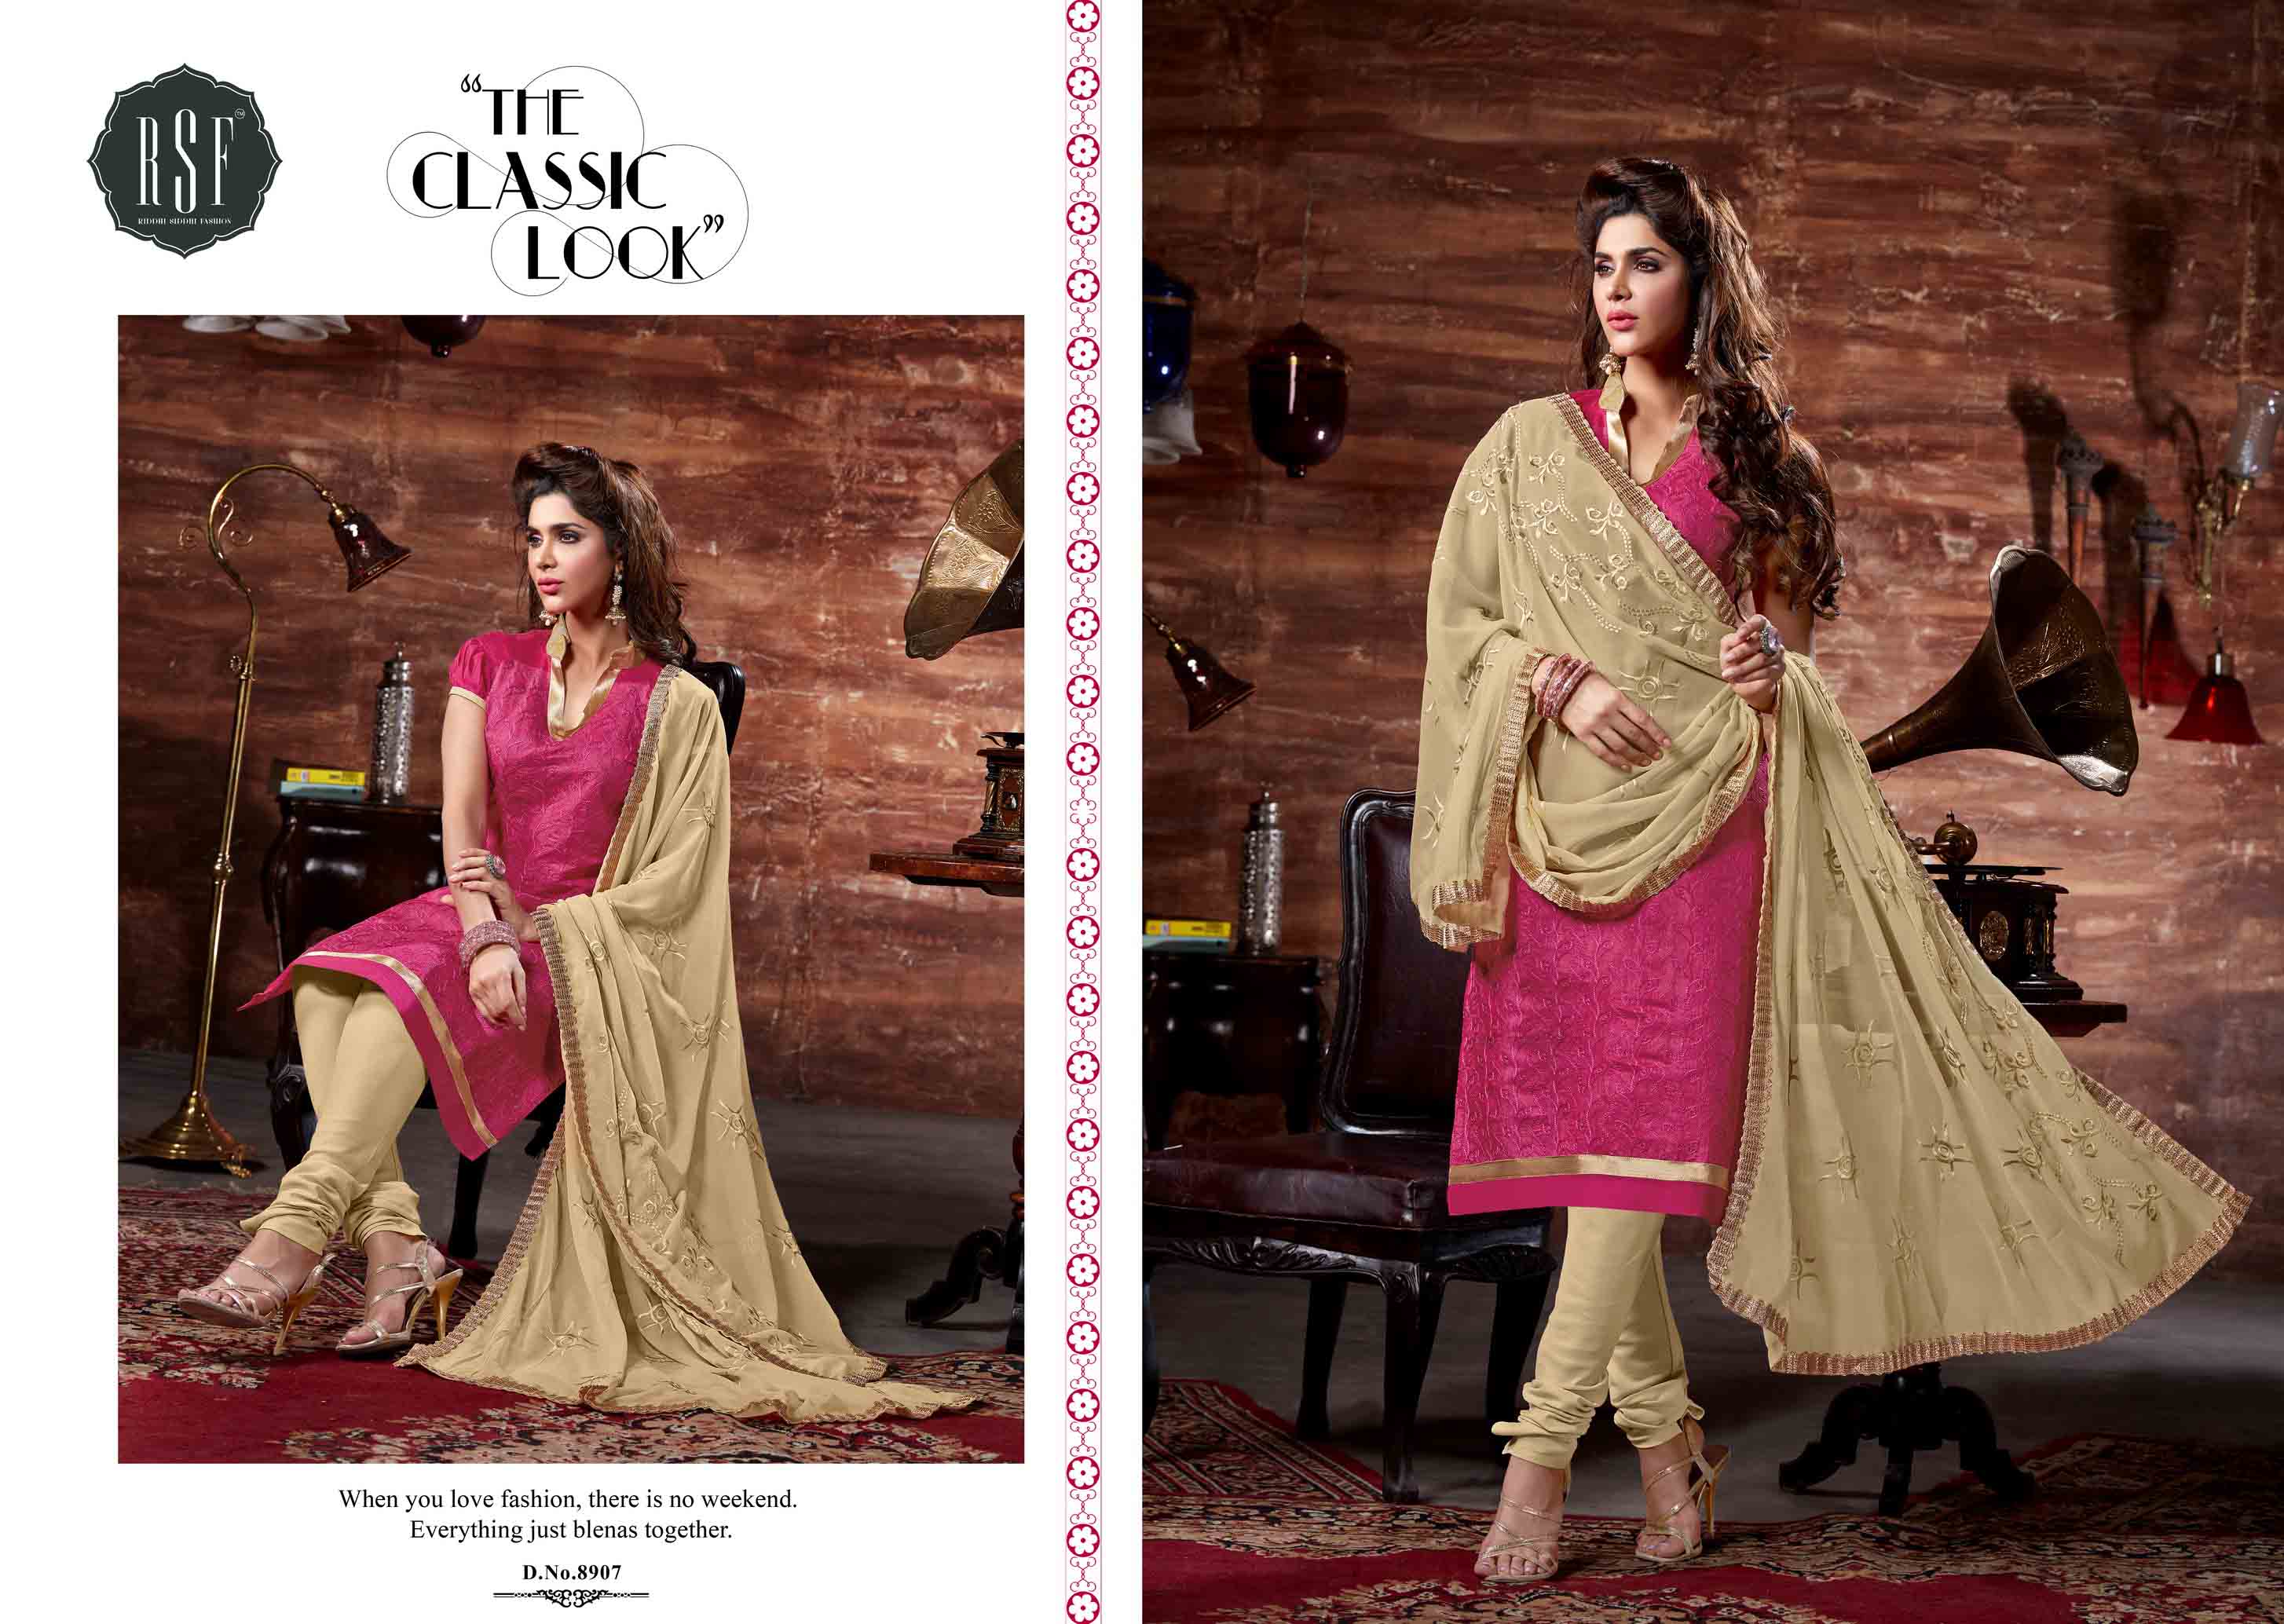 RSF™
RIDDHI SIDDHI FASHION
“THE
CLASSIC
LOOK”
When you love fashion, there is no weekend.
Everything just blenas together.
D.No.8907